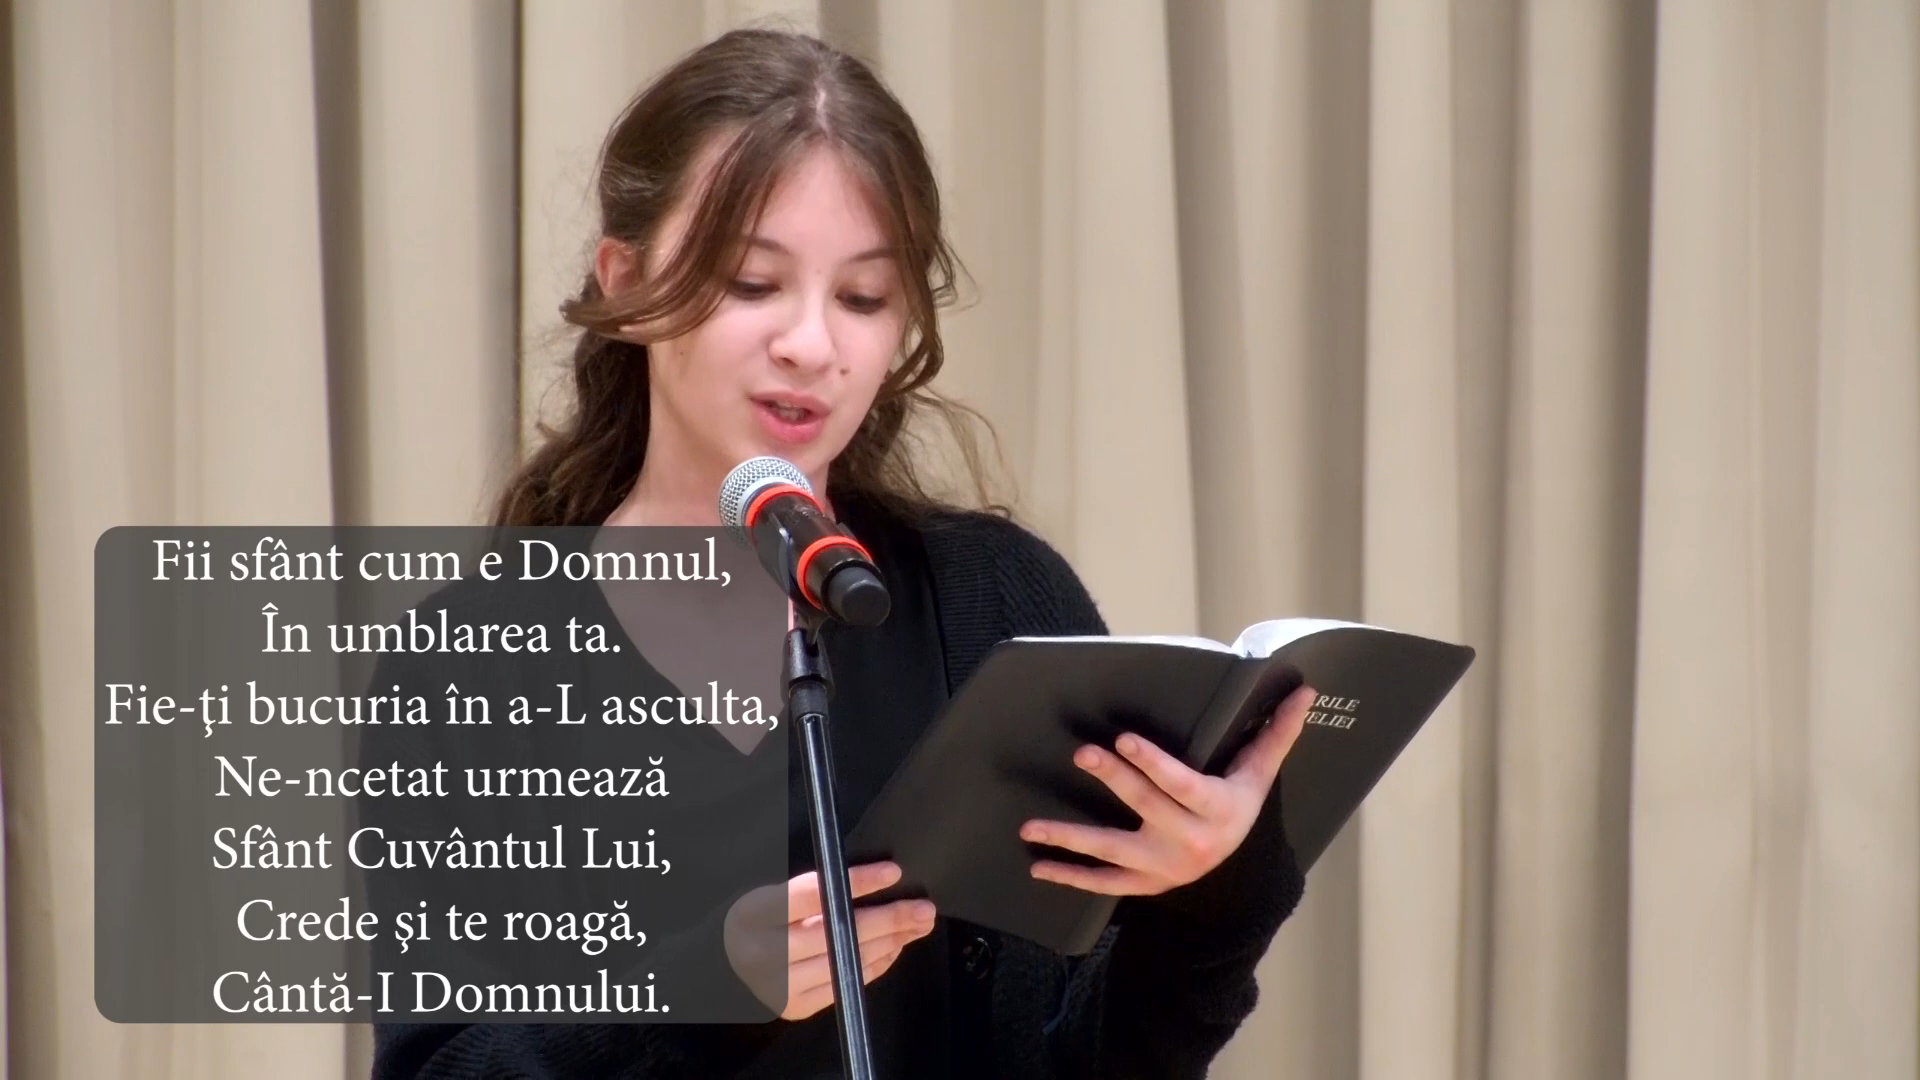 Fii sfânt cum e Domnul,
În umblarea ta.
Fie-ţi bucuria în a-L asculta,
Ne-ncetat urmează
Sfânt Cuvântul Lui,
Crede şi te roagă,
Cântă-I Domnului.